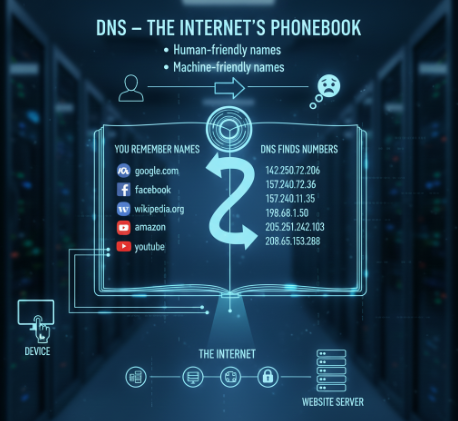 DNS – THE INTERNET'S PHONEBOOK
• Human-friendly names
• Machine-friendly names
YOU REMEMBER NAMES
google.com
facebook
wikipedia.org
amazon
youtube
DNS FINDS NUMBERS
142.250.72.206
157.240.72.36
157.240.11.35
198.68.1.50
205.251.242.103
208.65.153.288
DEVICE
THE INTERNET
WEBSITE SERVER